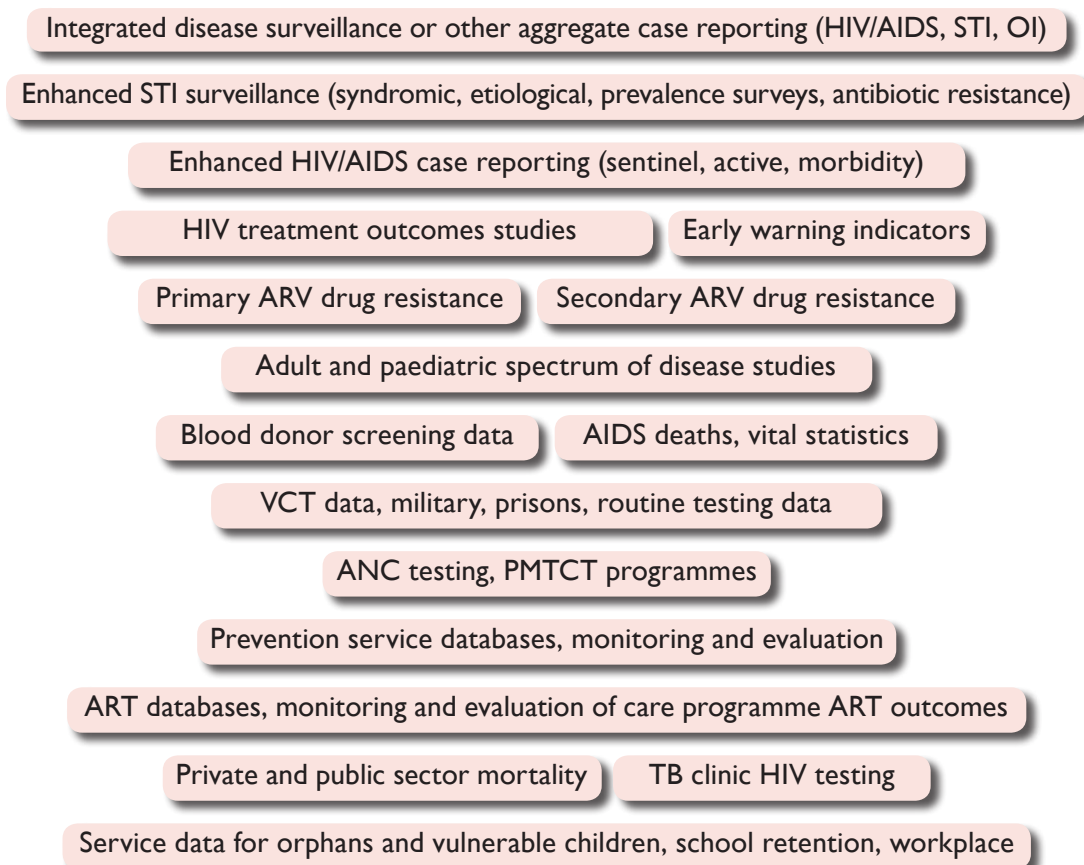 Integrated disease surveillance or other aggregate case reporting (HIV/AIDS, STI, OI)
Enhanced STI surveillance (syndromic, etiological, prevalence surveys, antibiotic resistance)
Enhanced HIV/AIDS case reporting (sentinel, active, morbidity)
HIV treatment outcomes studies
Early warning indicators
Primary ARV drug resistance
Secondary ARV drug resistance
Adult and paediatric spectrum of disease studies
Blood donor screening data
AIDS deaths, vital statistics
VCT data, military, prisons, routine testing data
ANC testing, PMTCT programmes
Prevention service databases, monitoring and evaluation
ART databases, monitoring and evaluation of care programme ART outcomes
Private and public sector mortality
TB clinic HIV testing
Service data for orphans and vulnerable children, school retention, workplace